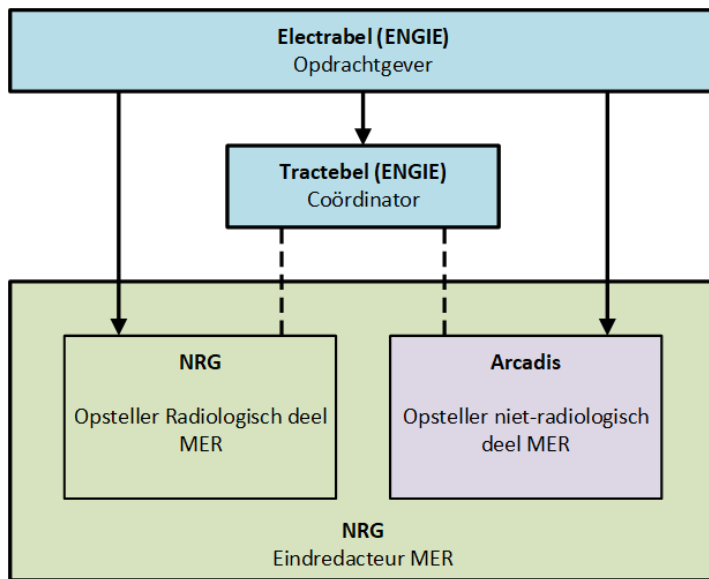 Electrabel (ENGIE)
Opdrachtgever
Tractebel (ENGIE)
Coördinator
NRG
Opsteller Radiologisch deel
MER
Arcadis
Opsteller niet-radiologisch
deel MER
NRG
Eindredacteur MER